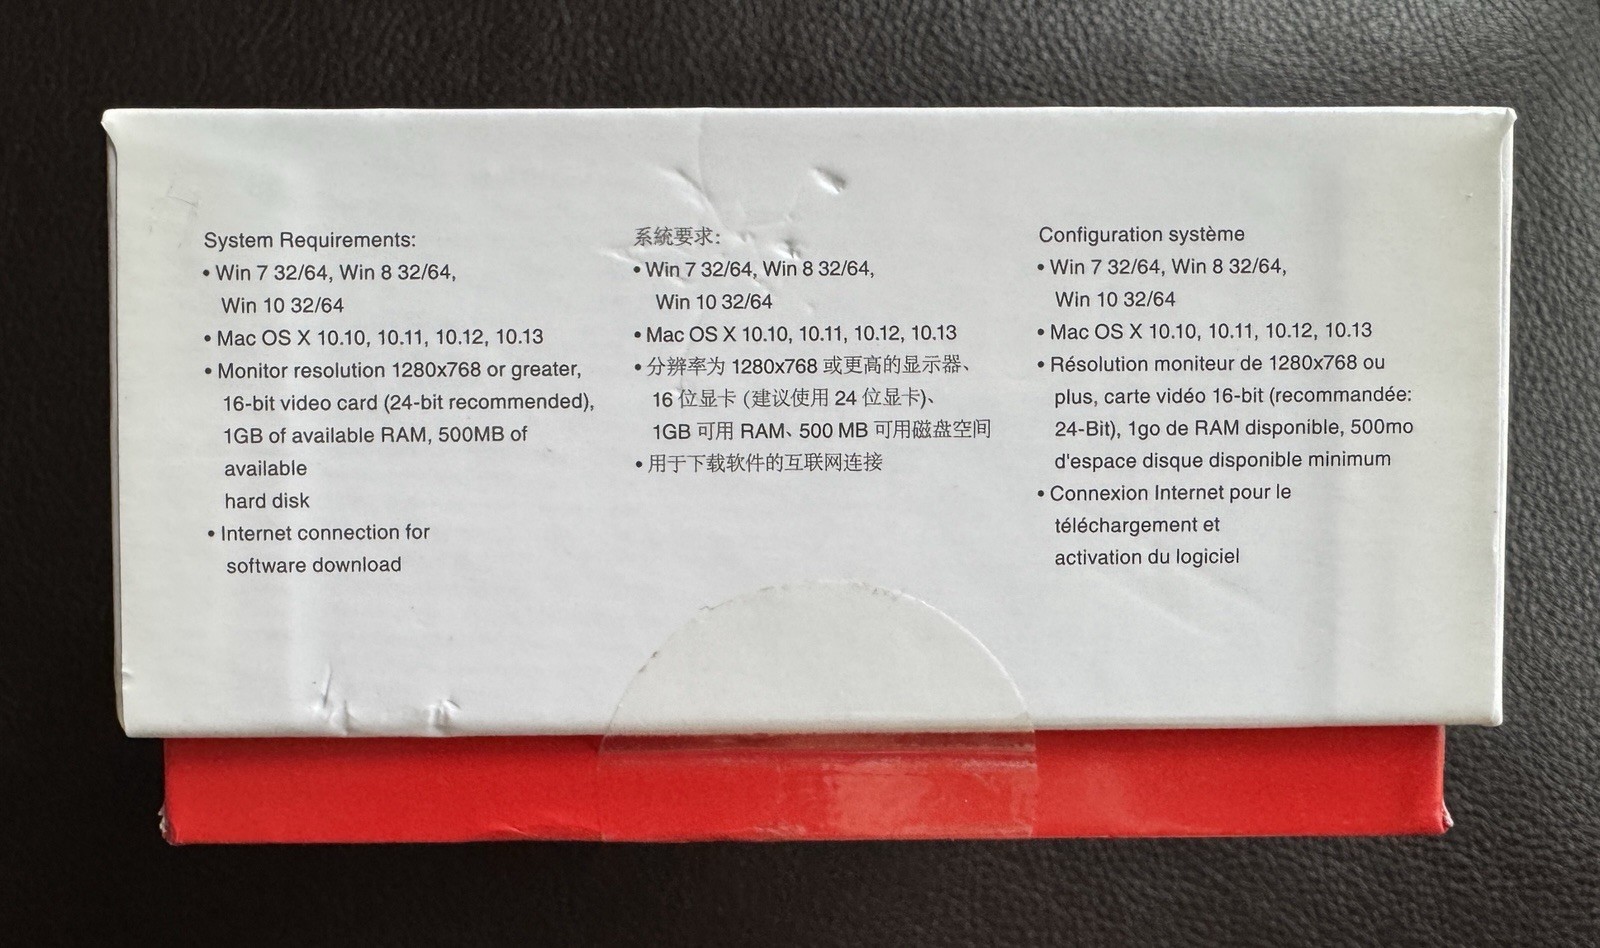 System Requirements:
• Win 7 32/64, Win 8 32/64,
Win 10 32/64
• Mac OS X 10.10, 10.11, 10.12, 10.13
• Monitor resolution 1280x768 or greater,
16-bit video card (24-bit recommended),
1GB of available RAM, 500MB of
available
hard disk
• Internet connection for
software download
系統要求:
• Win 7 32/64, Win 8 32/64,
Win 10 32/64
• Mac OS X 10.10, 10.11, 10.12, 10.13
• 分辨率为 1280x768 或更高的显示器、
16 位显卡 (建议使用 24 位显卡)、
1GB 可用 RAM、500 MB 可用磁盘空间
• 用于下载软件的互联网连接
Configuration système
• Win 7 32/64, Win 8 32/64,
Win 10 32/64
• Mac OS X 10.10, 10.11, 10.12, 10.13
• Résolution moniteur de 1280x768 ou
plus, carte vidéo 16-bit (recommandée:
24-Bit), 1go de RAM disponible, 500mo
d'espace disque disponible minimum
• Connexion Internet pour le
téléchargement et
activation du logiciel